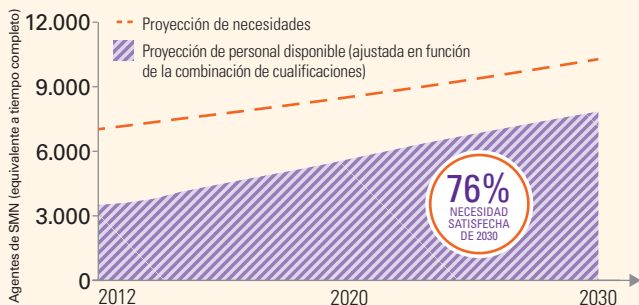 Agentes de SMN (equivalente a tiempo completo)
12.000
9.000
6.000
3.000
0
Proyección de necesidades
Proyección de personal disponible (ajustada en función
de la combinación de cualificaciones)
76%
NECESIDAD
SATISFECHA
DE 2030
2012
2020
2030